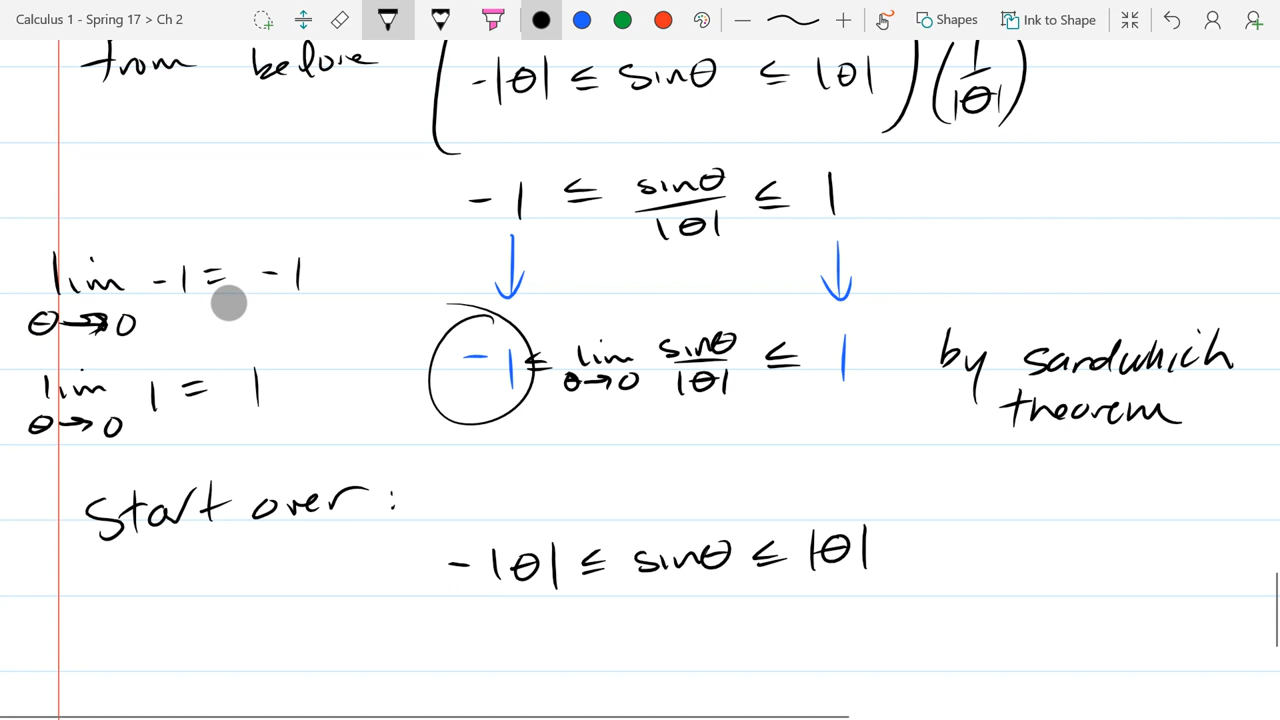 Calculus 1 - Spring 17 > Ch 2
Shapes
Ink to Shape
from before
( -|θ| ≤ sinθ ≤ |θ| ) (1/|θ|)
-1 ≤ sinθ/|θ| ≤ 1
lim θ→0 -1 = -1
-1 ≤ lim θ→0 sinθ/|θ| ≤ 1
by sandwhich
theorem
lim θ→0 1 = 1
Start over:
-|θ| ≤ sinθ ≤ |θ|